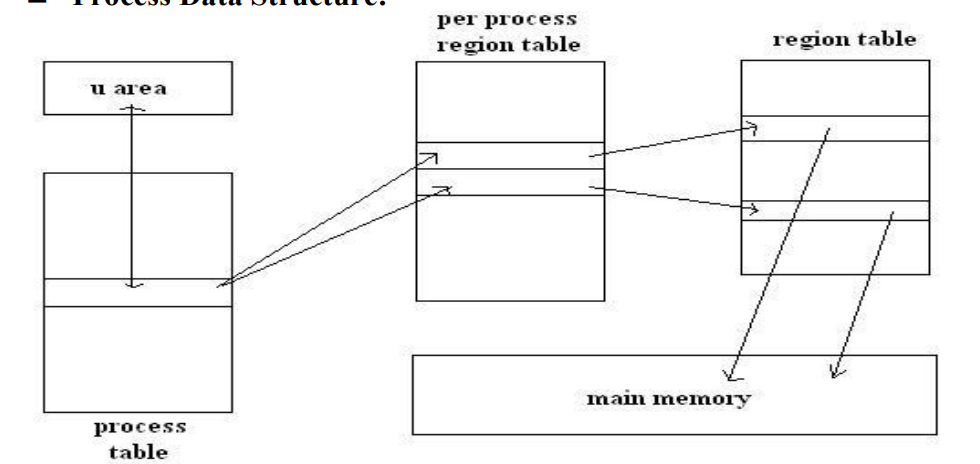 – Process Data Structure:
per process
region table
region table
u area
main memory
process
table